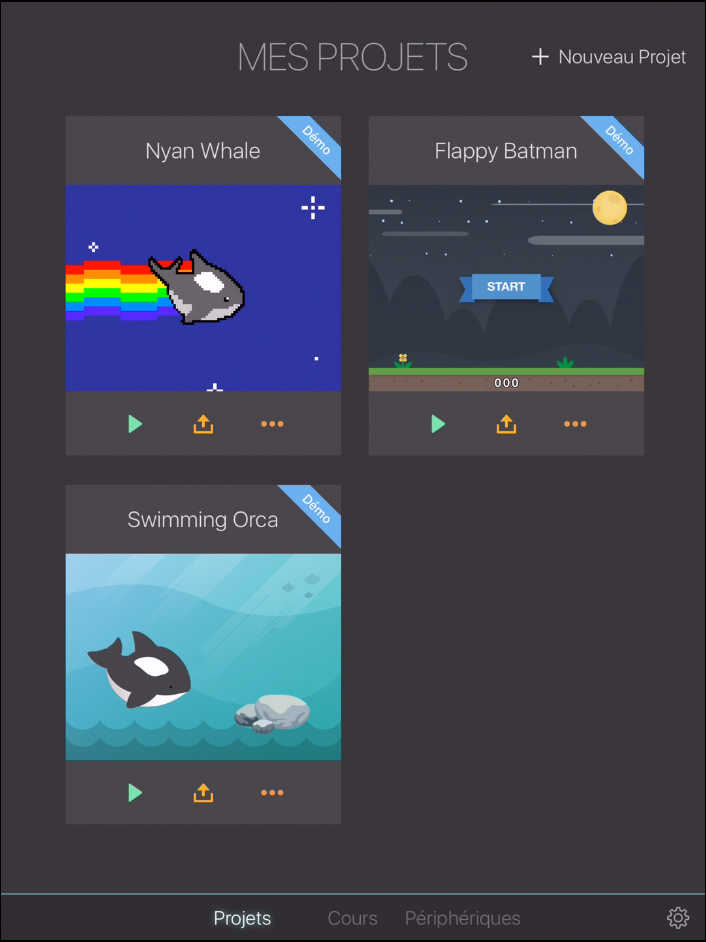 MES PROJETS
+ Nouveau Projet
Nyan Whale
Démo
Flappy Batman
Démo
START
000
Swimming Orca
Démo
Projets
Cours
Périphériques